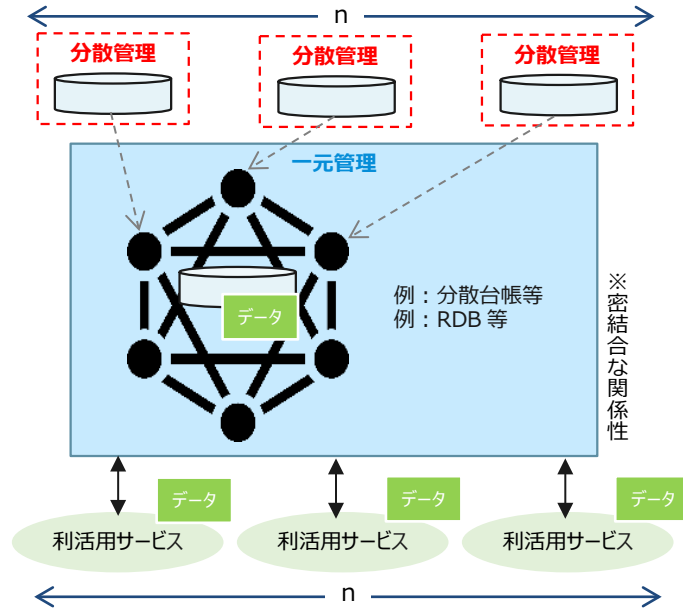 n
分散管理
分散管理
分散管理
一元管理
例：分散台帳等
例：RDB 等
データ
※密結合な関係性
データ
データ
データ
利活用サービス
利活用サービス
利活用サービス
n